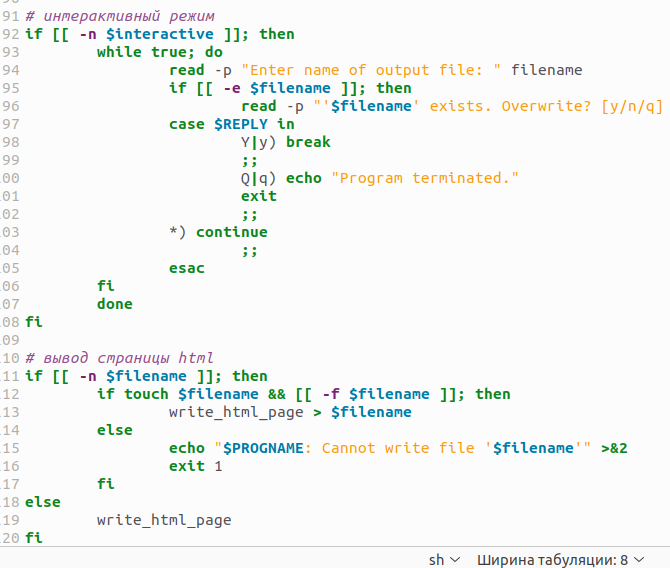 91 # интерактивный режим
92 if [[ -n $interactive ]]; then
93         while true; do
94                 read -p "Enter name of output file: " filename
95                 if [[ -e $filename ]]; then
96                         read -p "'$filename' exists. Overwrite? [y/n/q]
97                 case $REPLY in
98                         Y|y) break
99                         ;;
00                         Q|q) echo "Program terminated."
01                         exit
02                         ;;
03                 *) continue
04                         ;;
05                 esac
06         fi
07         done
08 fi
09
10 # вывод страницы html
11 if [[ -n $filename ]]; then
12         if touch $filename && [[ -f $filename ]]; then
13                 write_html_page > $filename
14         else
15                 echo "$PROGNAME: Cannot write file '$filename'" >&2
16                 exit 1
17         fi
18 else
19         write_html_page
20 fi
sh Ширина табуляции: 8